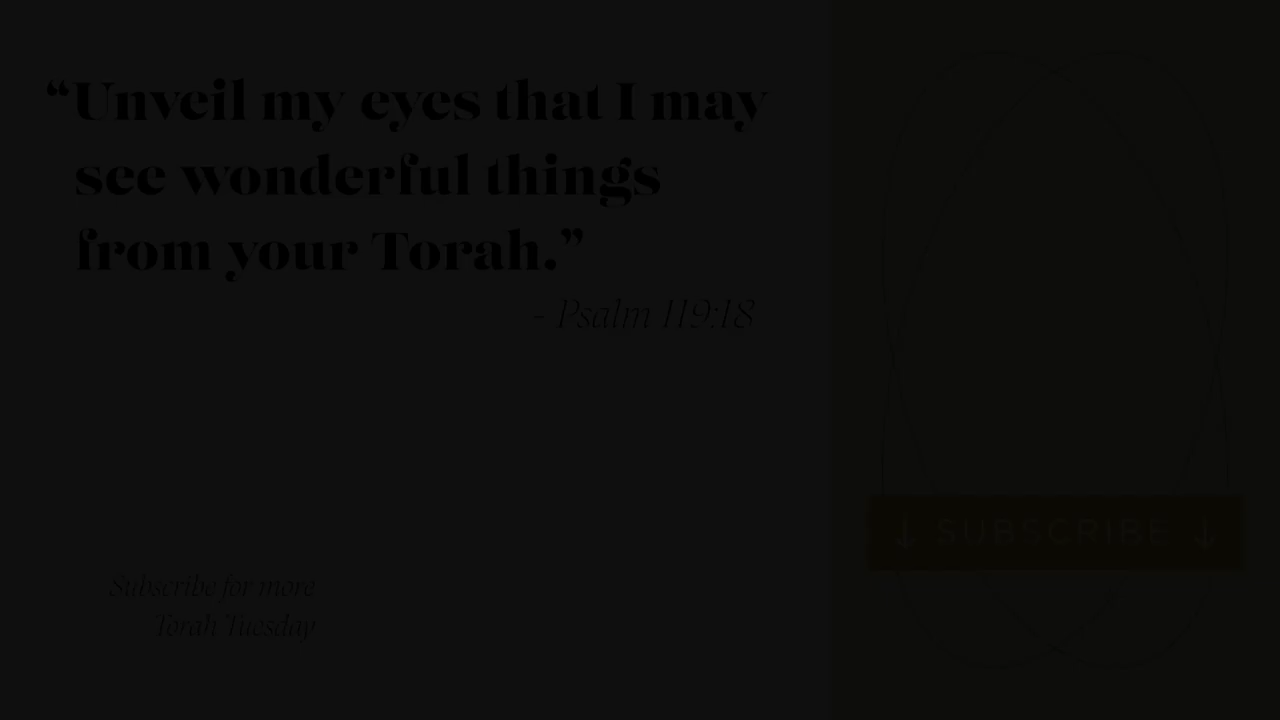 “Unveil my eyes that I may
see wonderful things
from your Torah.”
- Psalm 119:18
↓ SUBSCRIBE ↓
Subscribe for more
Torah Tuesday